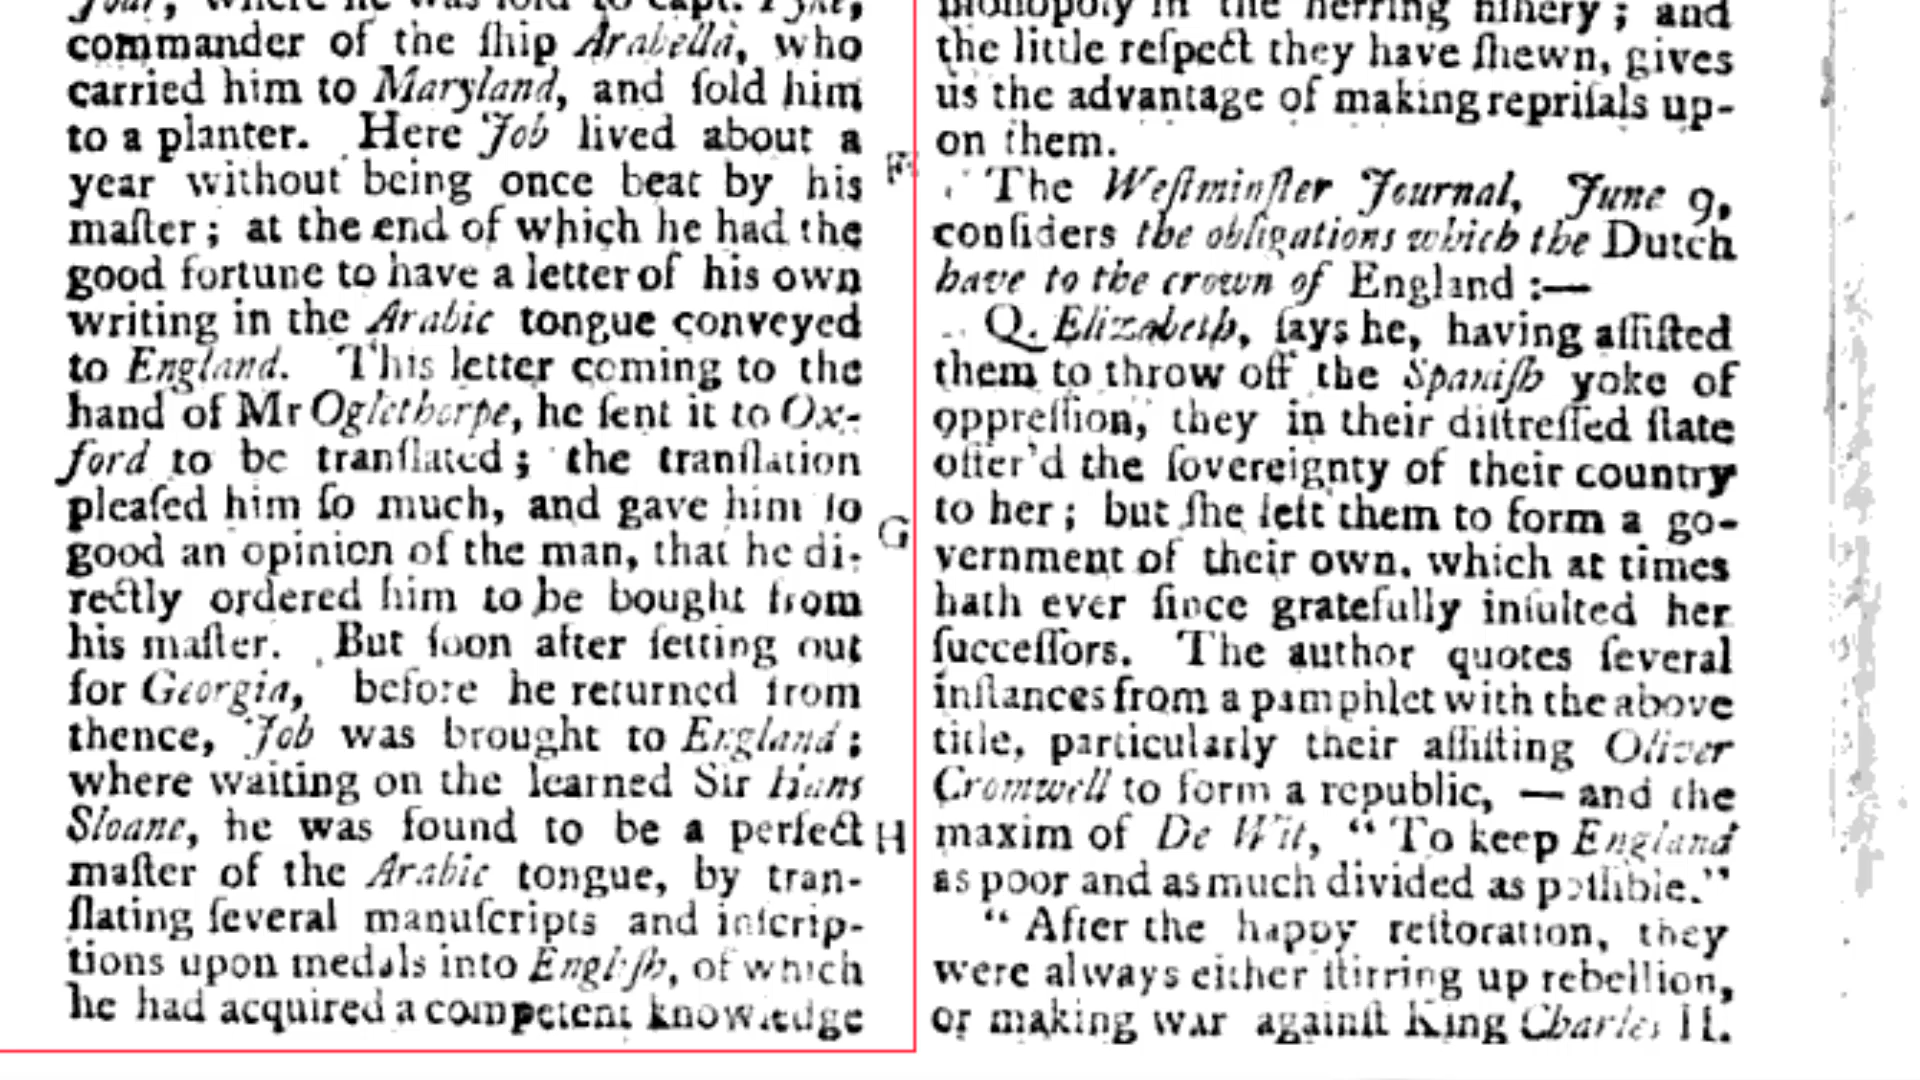 commander of the ſhip Arabella, who
carried him to Maryland, and ſold him
to a planter. Here Job lived about a
year without being once beat by his
maſter; at the end of which he had the
good fortune to have a letter of his own
writing in the Arabic tongue conveyed
to England. This letter coming to the
hand of Mr Oglethorpe, he ſent it to Ox-
ford to be tranſlated; the tranſlation
pleaſed him ſo much, and gave him ſo
good an opinion of the man, that he di-
rectly ordered him to be bought from
his maſter. But ſoon after ſetting out
for Georgia, before he returned from
thence, Job was brought to England;
where waiting on the learned Sir Hans
Sloane, he was found to be a perfect
maſter of the Arabic tongue, by tran-
ſlating ſeveral manuſcripts and inſcrip-
tions upon medals into Engliſh, of which
he had acquired a competent knowledge
F
G
H
monopoly in the herring fiſhery; and
the little reſpect they have ſhewn, gives
us the advantage of making repriſals up-
on them.
The Weſtminſter Journal, June 9,
conſiders the obligations which the Dutch
have to the crown of England:—
Q. Elizabeth, ſays he, having aſſiſted
them to throw off the Spaniſh yoke of
oppreſſion, they in their diſtreſſed ſtate
offer'd the ſovereignty of their country
to her; but ſhe left them to form a go-
vernment of their own. which at times
hath ever ſince gratefully inſulted her
ſucceſſors. The author quotes ſeveral
inſtances from a pamphlet with the above
title, particularly their aſſiſting Oliver
Cromwell to form a republic, — and the
maxim of De Wit, “To keep England
as poor and as much divided as poſſible.”
“ After the happy reſtoration, they
were always either ſtirring up rebellion,
or making war againſt King Charles II.